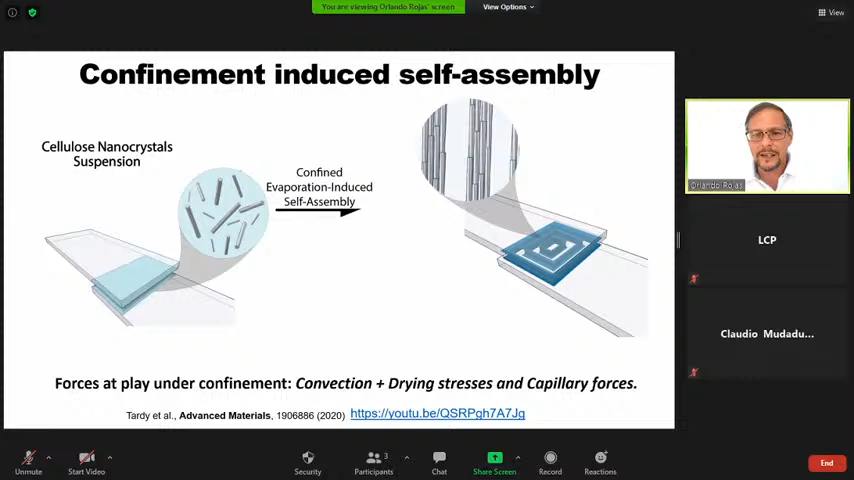 You are viewing Orlando Rojas' screen
View Options
View
Confinement induced self-assembly
Cellulose Nanocrystals
Suspension
Confined
Evaporation-Induced
Self-Assembly
Forces at play under confinement: Convection + Drying stresses and Capillary forces.
Tardy et al., Advanced Materials, 1906886 (2020) https://youtu.be/QSRPgh7A7Jg
Orlando Rojas
LCP
Claudio Mudadu...
Unmute
Start Video
Security
Participants
3
Chat
Share Screen
Record
Reactions
End